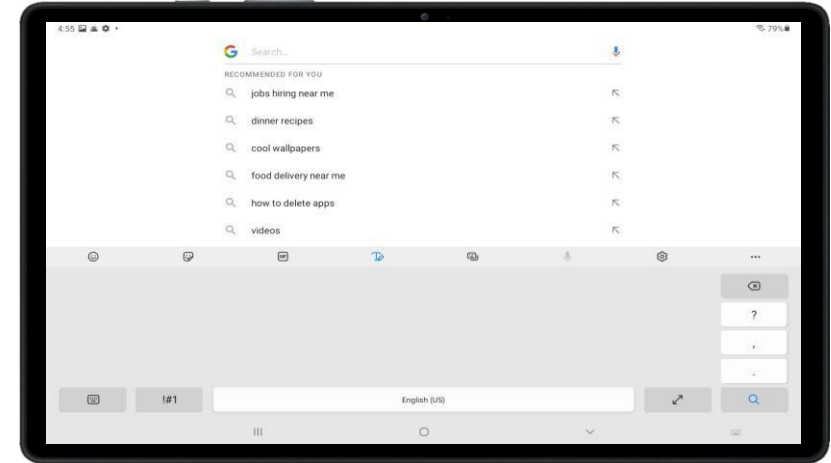 4:55 79%
G Search...
RECOMMENDED FOR YOU
jobs hiring near me
dinner recipes
cool wallpapers
food delivery near me
how to delete apps
videos
GIF T
?
,
.
!#1 English (US)